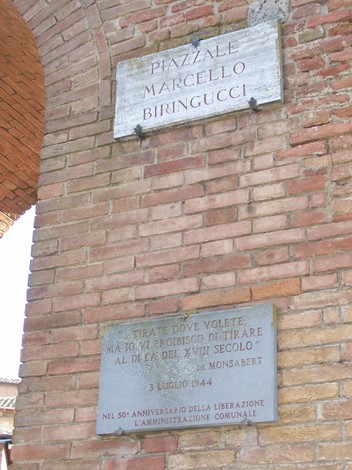 PIAZZALE
MARCELLO
BIRINGUCCI
"TIRATE DOVE VOLETE,
MA IO VI PROIBISCO DI TIRARE
AL DI LA' DEL XVIII SECOLO"
DE MONSABERT
3 LUGLIO 1944
NEL 50° ANNIVERSARIO DELLA LIBERAZIONE
L'AMMINISTRAZIONE COMUNALE